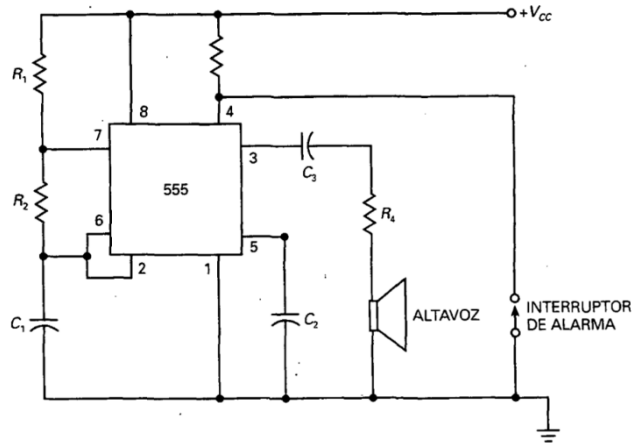 +V_CC
R₁
8
4
7
3
C₃
555
R₂
R₄
6
5
2
1
C₁
C₂
ALTAVOZ
INTERRUPTOR
DE ALARMA